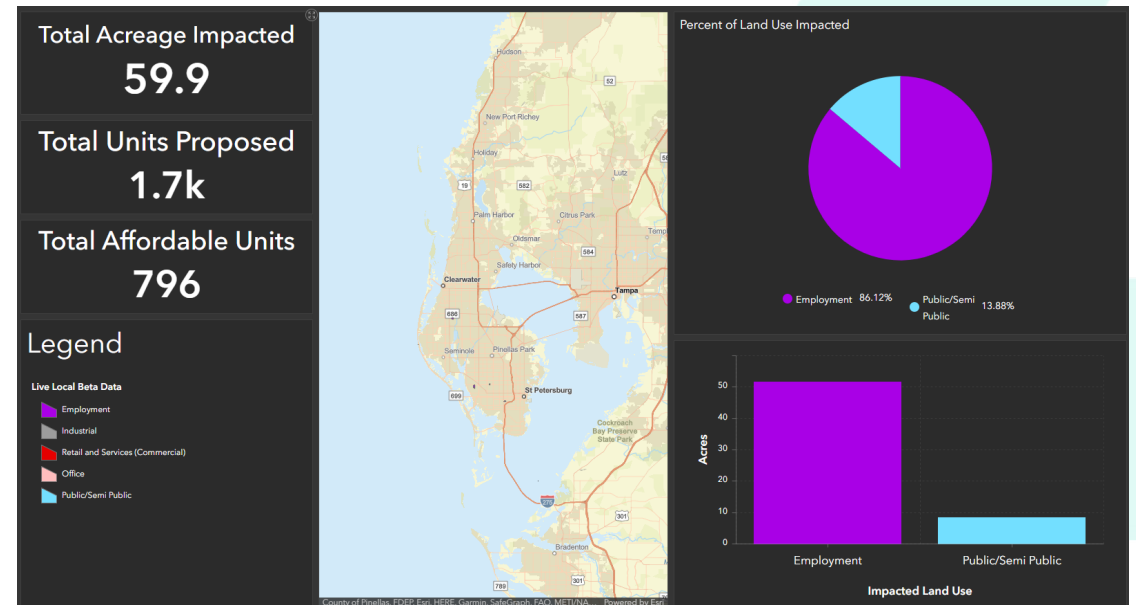 Total Acreage Impacted
59.9
Total Units Proposed
1.7k
Total Affordable Units
796
Legend
Live Local Beta Data
Employment
Industrial
Retail and Services (Commercial)
Office
Public/Semi Public
Hudson
52
New Port Richey
Holiday
Lutz
19
582
Palm Harbor
Citrus Park
Oldsmar
584
Safety Harbor
Clearwater
Tampa
686
587
Seminole
Pinellas Park
699
St Petersburg
Cockroach
Bay Preserve
State Park
275
301
Bradenton
789
301
County of Pinellas, FDEP, Esri, HERE, Garmin, SafeGraph, FAO, METI/NA...
Powered by Esri
Percent of Land Use Impacted
Employment 86.12%
Public/Semi
Public
13.88%
50
40
30
20
10
0
Acres
Employment
Public/Semi Public
Impacted Land Use